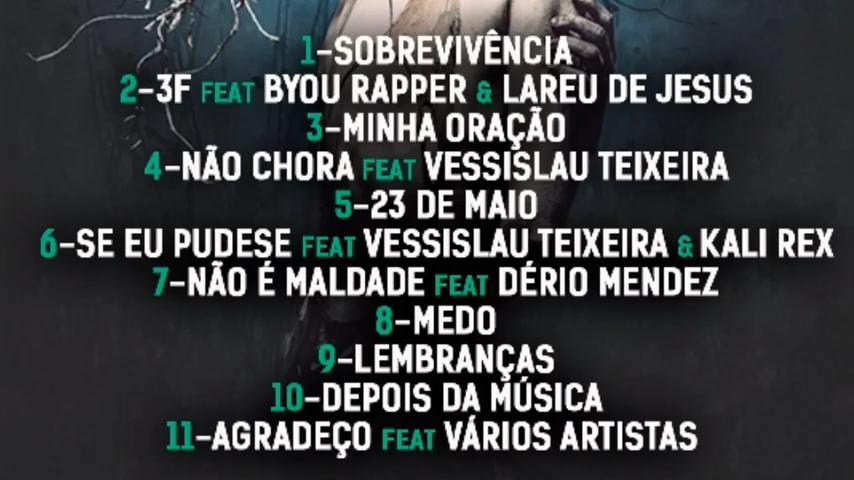 1-SOBREVIVÊNCIA
2-3F FEAT BYOU RAPPER & LAREU DE JESUS
3-MINHA ORAÇÃO
4-NÃO CHORA FEAT VESSISLAU TEIXEIRA
5-23 DE MAIO
6-SE EU PUDESE FEAT VESSISLAU TEIXEIRA & KALI REX
7-NÃO É MALDADE FEAT DÉRIO MENDEZ
8-MEDO
9-LEMBRANÇAS
10-DEPOIS DA MÚSICA
11-AGRADEÇO FEAT VÁRIOS ARTISTAS